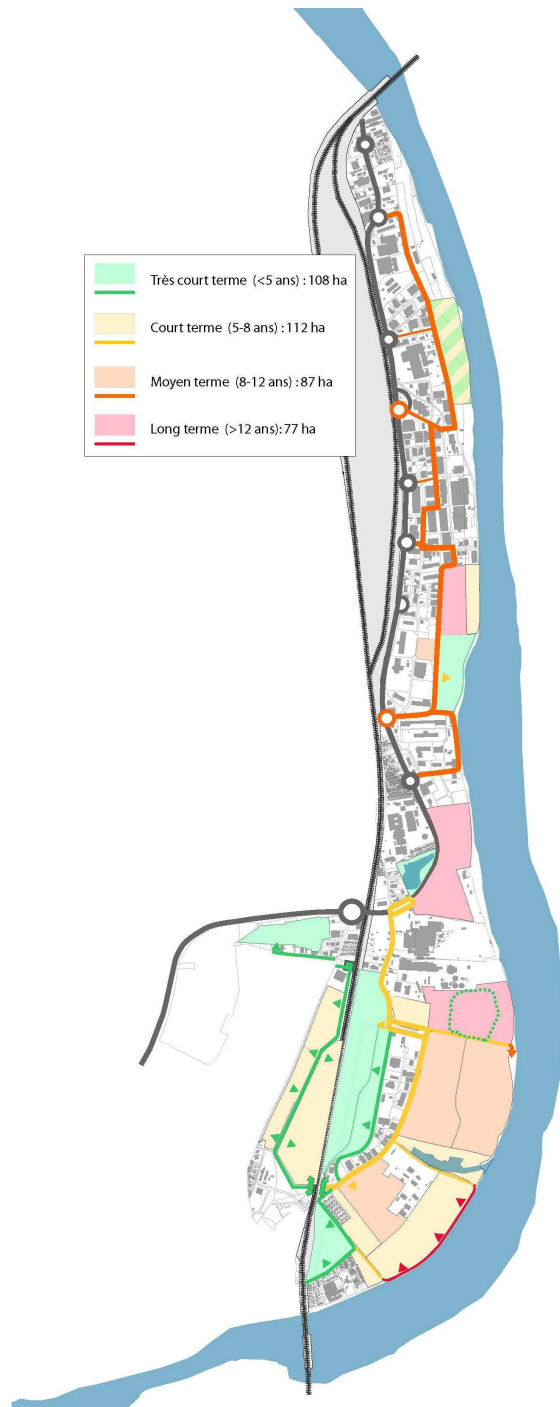 Très court terme (<5 ans) : 108 ha
Court terme (5-8 ans) : 112 ha
Moyen terme (8-12 ans) : 87 ha
Long terme (>12 ans) : 77 ha